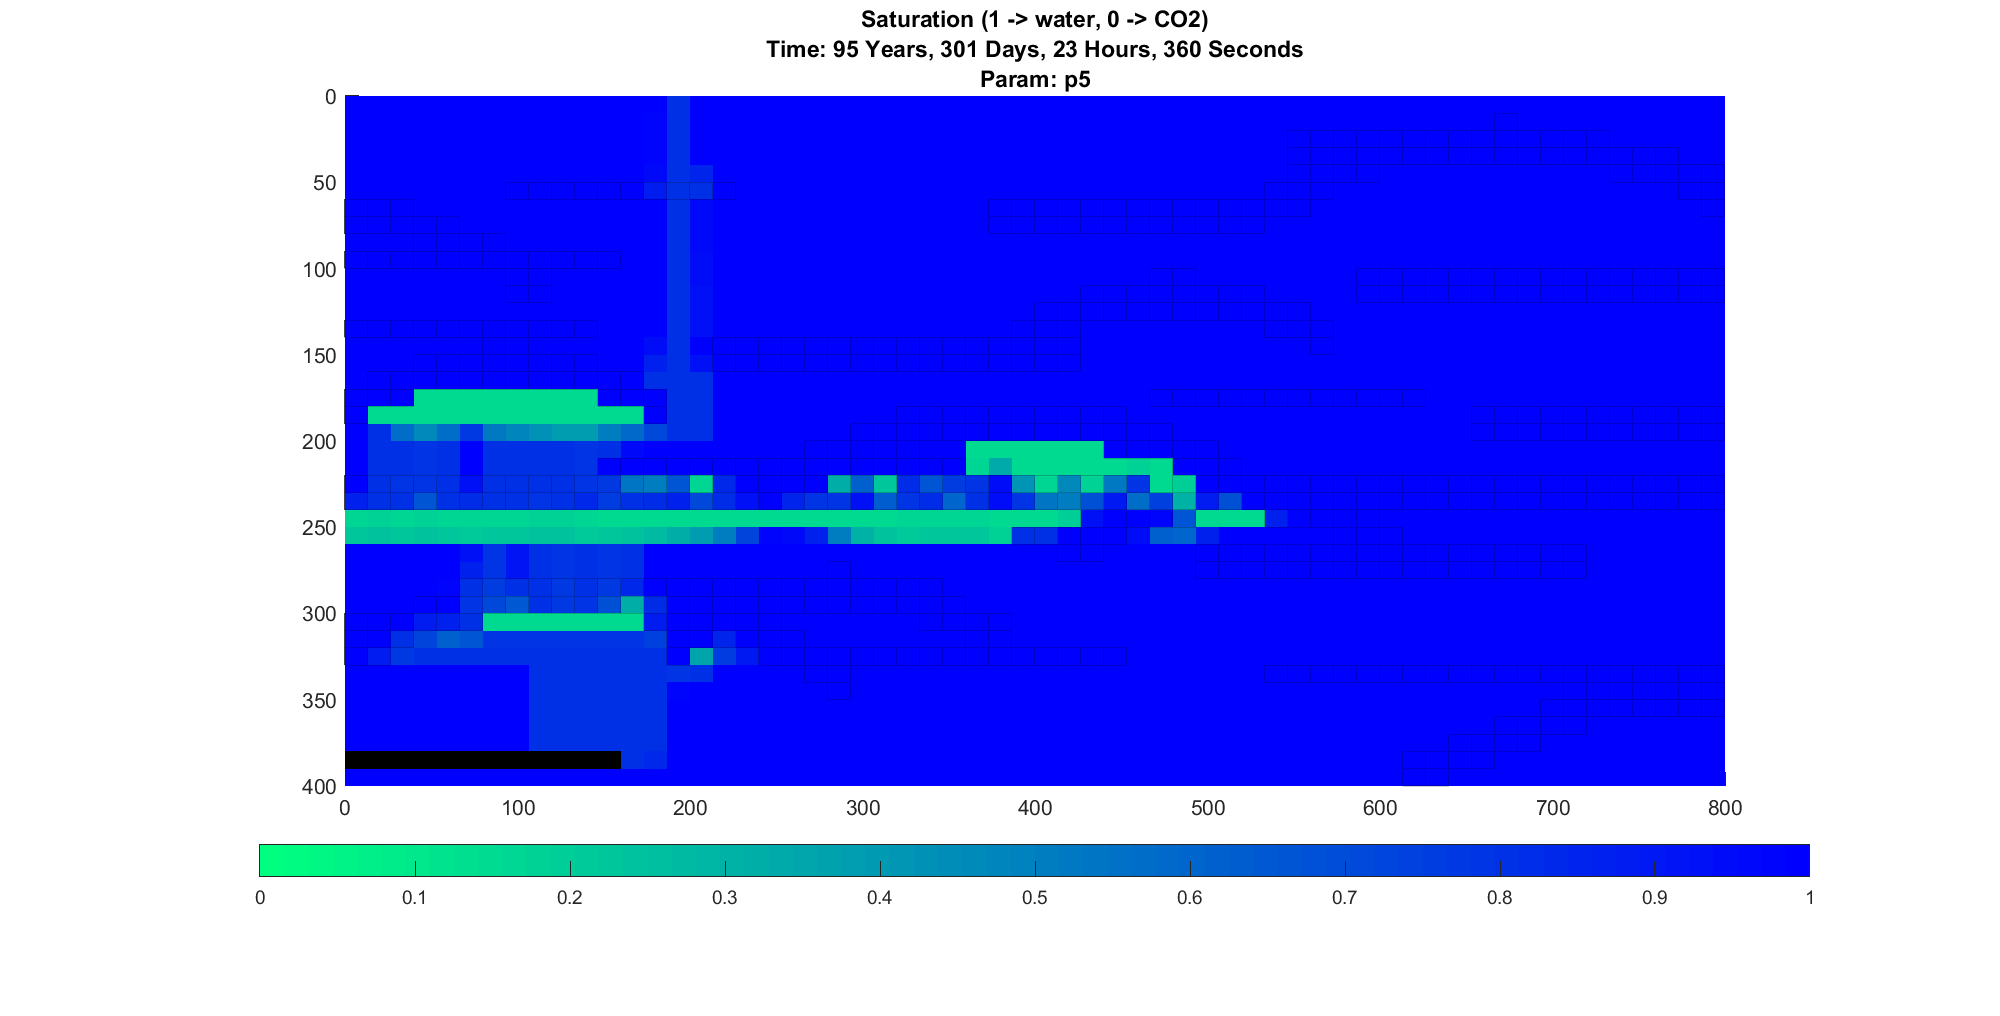 Saturation (1 -> water, 0 -> CO2)
Time: 95 Years, 301 Days, 23 Hours, 360 Seconds
Param: p5
0
50
100
150
200
250
300
350
400
0 100 200 300 400 500 600 700 800
0 0.1 0.2 0.3 0.4 0.5 0.6 0.7 0.8 0.9 1